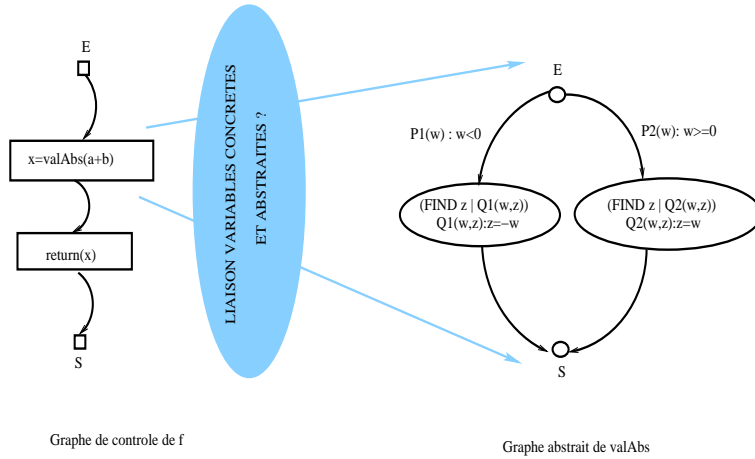 E
x=valAbs(a+b)
return(x)
S
Graphe de controle de f
LIAISON VARIABLES CONCRETES
ET ABSTRAITES ?
E
P1(w) : w<0
P2(w): w>=0
(FIND z | Q1(w,z))
Q1(w,z):z=-w
(FIND z | Q2(w,z))
Q2(w,z):z=w
S
Graphe abstrait de valAbs